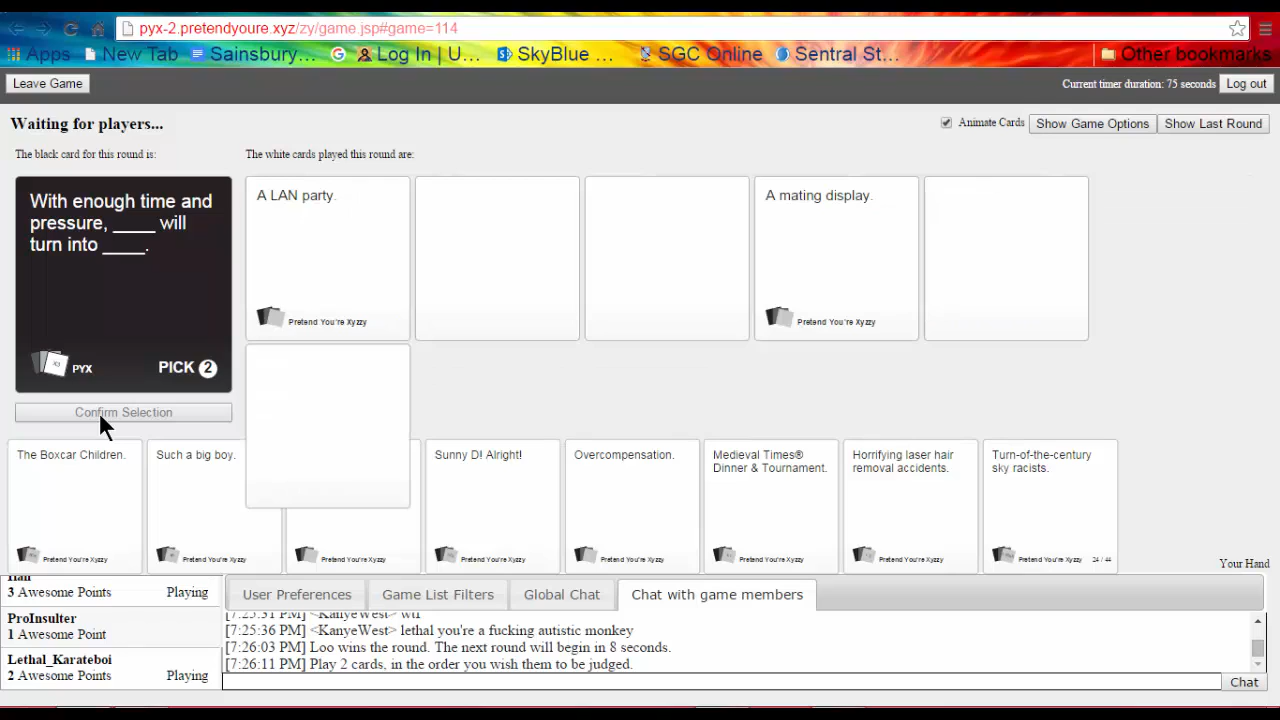 pyx-2.pretendyoure.xyz/zy/game.jsp#game=114
Apps New Tab Sainsbury... Log In | U... SkyBlue ... SGC Online Sentral St... Other bookmarks
Leave Game
Current timer duration: 75 seconds Log out
Waiting for players...
Animate Cards Show Game Options Show Last Round
The black card for this round is:
The white cards played this round are:
With enough time and
pressure, ____ will
turn into ____.
PYX PICK 2
A LAN party.
Pretend You're Xyzzy
A mating display.
Pretend You're Xyzzy
Confirm Selection
The Boxcar Children.
Pretend You're Xyzzy
Such a big boy.
Pretend You're Xyzzy
Pretend You're Xyzzy
Sunny D! Alright!
Pretend You're Xyzzy
Overcompensation.
Pretend You're Xyzzy
Medieval Times®
Dinner & Tournament.
Pretend You're Xyzzy
Horrifying laser hair
removal accidents.
Pretend You're Xyzzy
Turn-of-the-century
sky racists.
Pretend You're Xyzzy 24 / 44
Your Hand
3 Awesome Points Playing
ProInsulter
1 Awesome Point
Lethal_Karateboi
2 Awesome Points Playing
User Preferences Game List Filters Global Chat Chat with game members
[7:25:31 PM] <KanyeWest> wtf
[7:25:36 PM] <KanyeWest> lethal you're a fucking autistic monkey
[7:26:03 PM] Loo wins the round. The next round will begin in 8 seconds.
[7:26:11 PM] Play 2 cards, in the order you wish them to be judged.
Chat